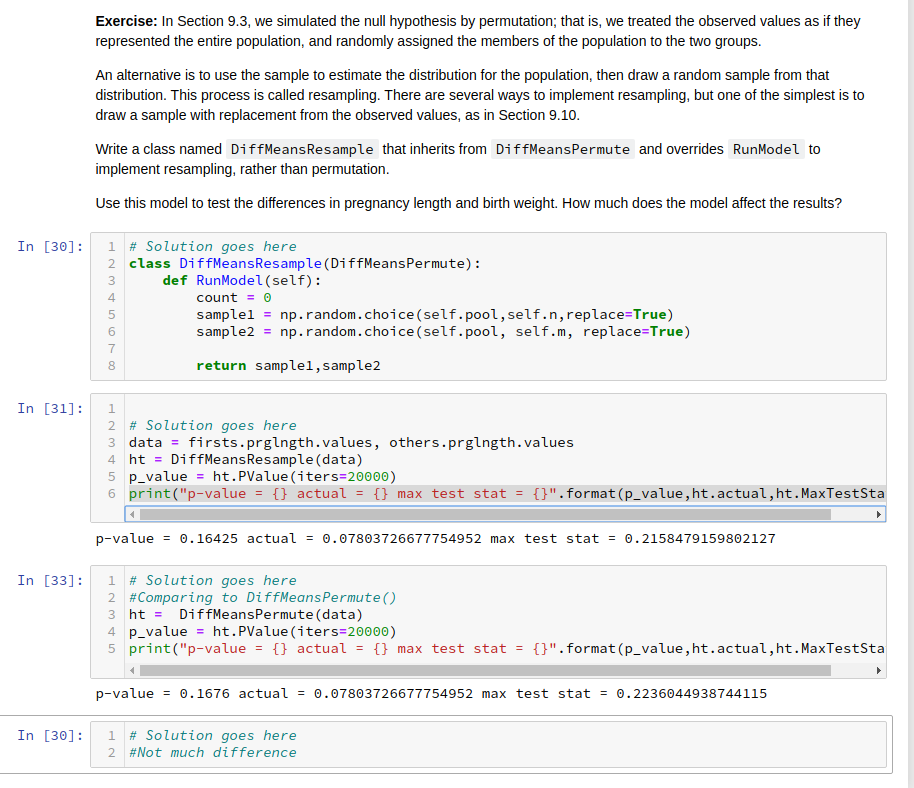 Exercise: In Section 9.3, we simulated the null hypothesis by permutation; that is, we treated the observed values as if they
represented the entire population, and randomly assigned the members of the population to the two groups.
An alternative is to use the sample to estimate the distribution for the population, then draw a random sample from that
distribution. This process is called resampling. There are several ways to implement resampling, but one of the simplest is to
draw a sample with replacement from the observed values, as in Section 9.10.
Write a class named DiffMeansResample that inherits from DiffMeansPermute and overrides RunModel to
implement resampling, rather than permutation.
Use this model to test the differences in pregnancy length and birth weight. How much does the model affect the results?
In [30]: 1 # Solution goes here
2 class DiffMeansResample(DiffMeansPermute):
3 def RunModel(self):
4 count = 0
5 sample1 = np.random.choice(self.pool,self.n,replace=True)
6 sample2 = np.random.choice(self.pool, self.m, replace=True)
7
8 return sample1,sample2
In [31]: 1
2 # Solution goes here
3 data = firsts.prglngth.values, others.prglngth.values
4 ht = DiffMeansResample(data)
5 p_value = ht.PValue(iters=20000)
6 print("p-value = {} actual = {} max test stat = {}".format(p_value,ht.actual,ht.MaxTestSta
p-value = 0.16425 actual = 0.07803726677754952 max test stat = 0.2158479159802127
In [33]: 1 # Solution goes here
2 #Comparing to DiffMeansPermute()
3 ht = DiffMeansPermute(data)
4 p_value = ht.PValue(iters=20000)
5 print("p-value = {} actual = {} max test stat = {}".format(p_value,ht.actual,ht.MaxTestSta
p-value = 0.1676 actual = 0.07803726677754952 max test stat = 0.2236044938744115
In [30]: 1 # Solution goes here
2 #Not much difference